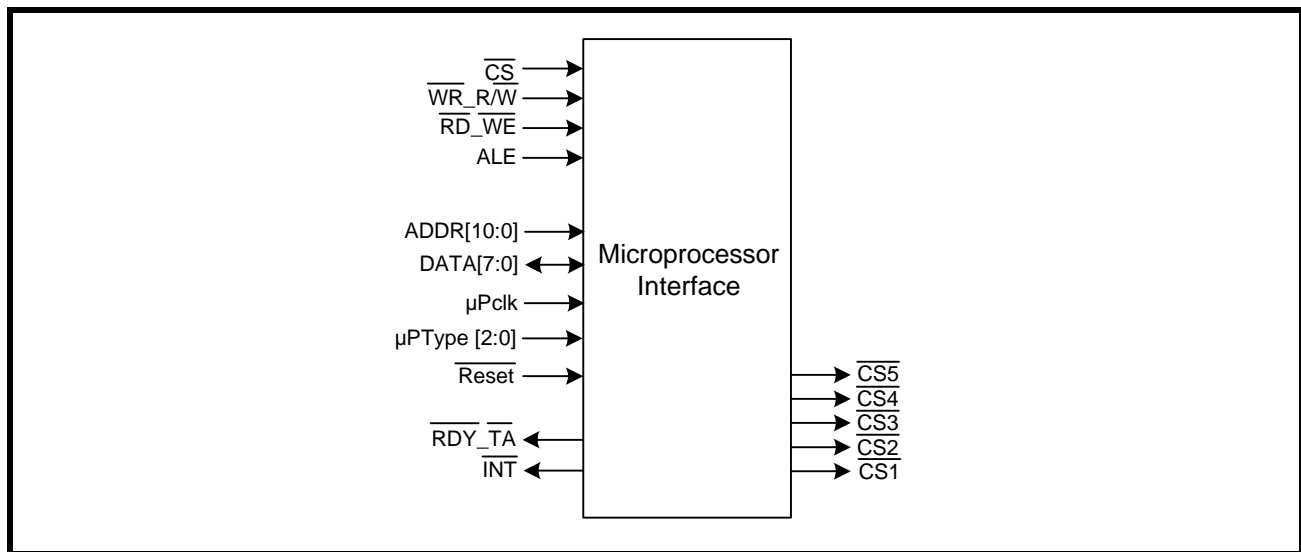 CS
WR_R/W
RD_WE
ALE
ADDR[10:0]
DATA[7:0]
µPclk
µPType [2:0]
Reset
RDY_TA
INT
Microprocessor
Interface
CS5
CS4
CS3
CS2
CS1